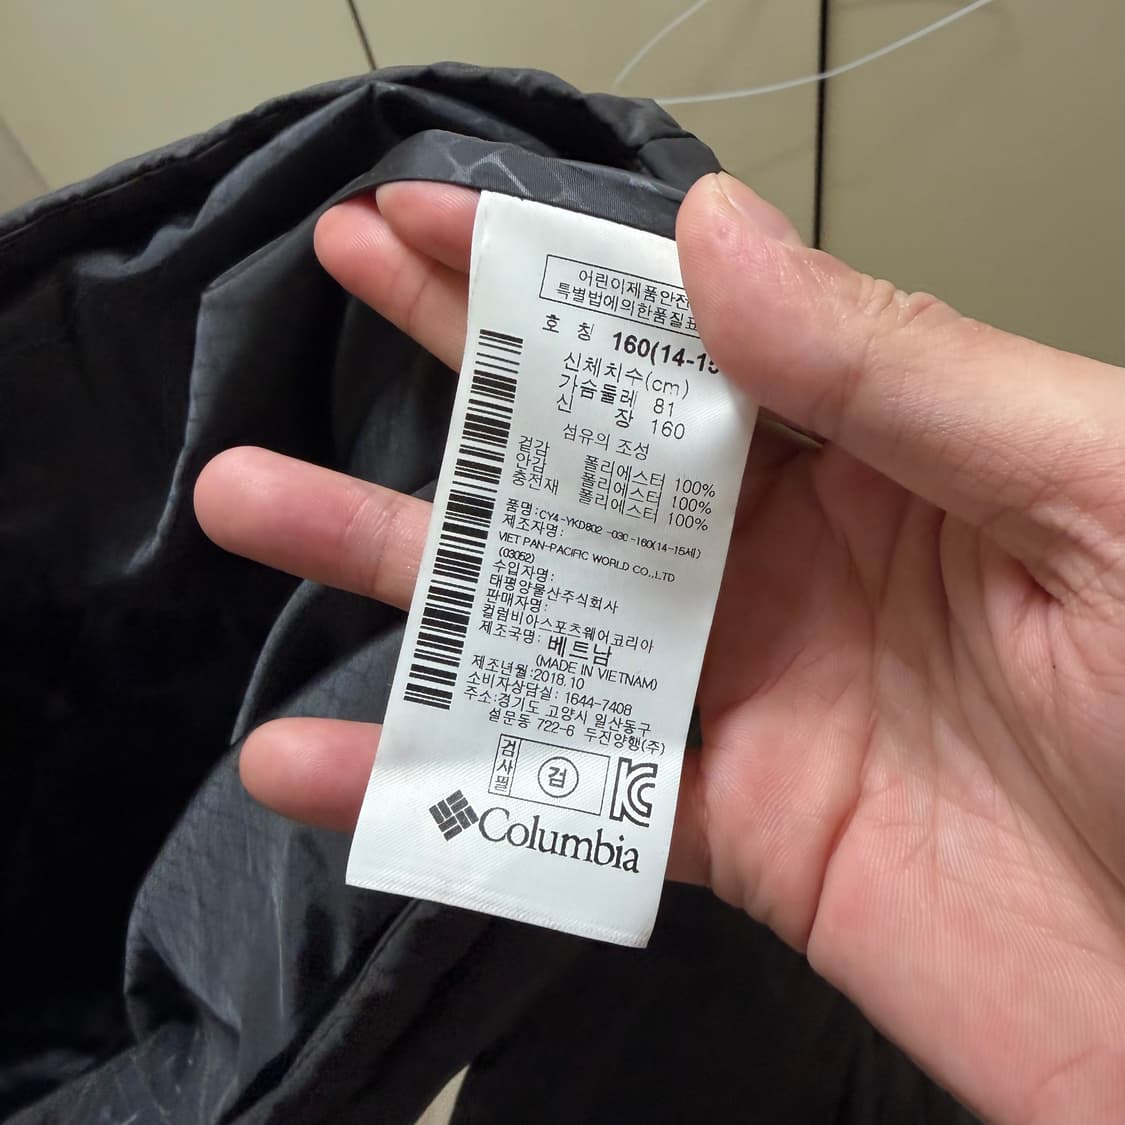 어린이제품안전
특별법에의한품질표
호 칭 160(14-15
신체치수(cm)
가슴둘레 81
신 장 160
섬유의 조성
겉감 폴리에스터 100%
안감 폴리에스터 100%
충전재 폴리에스터 100%
품명:CY4-YKD802 -03C-160(14-15세)
제조자명:
VIET PAN-PACIFIC WORLD CO.,LTD
(03052)
수입자명:
태평양물산주식회사
판매자명:
컬럼비아스포츠웨어코리아
제조국명: 베트남
(MADE IN VIETNAM)
제조년월:2018.10
소비자상담실: 1644-7408
주소:경기도 고양시 일산동구
설문동 722-6 두진양행(주)
검사필 검
KC
Columbia